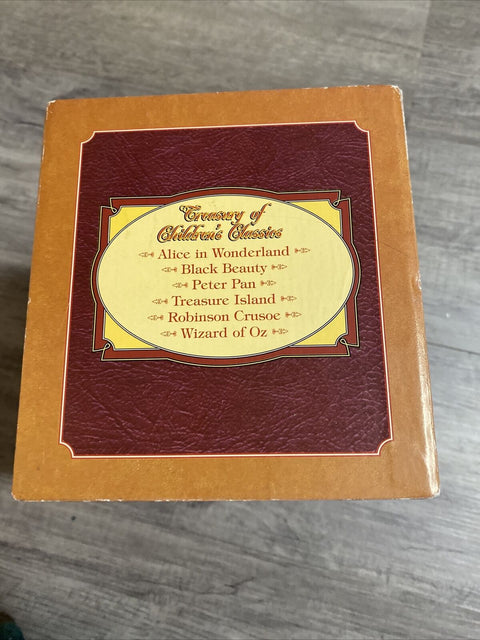 Treasury of
Children's Classics
Alice in Wonderland
Black Beauty
Peter Pan
Treasure Island
Robinson Crusoe
Wizard of Oz